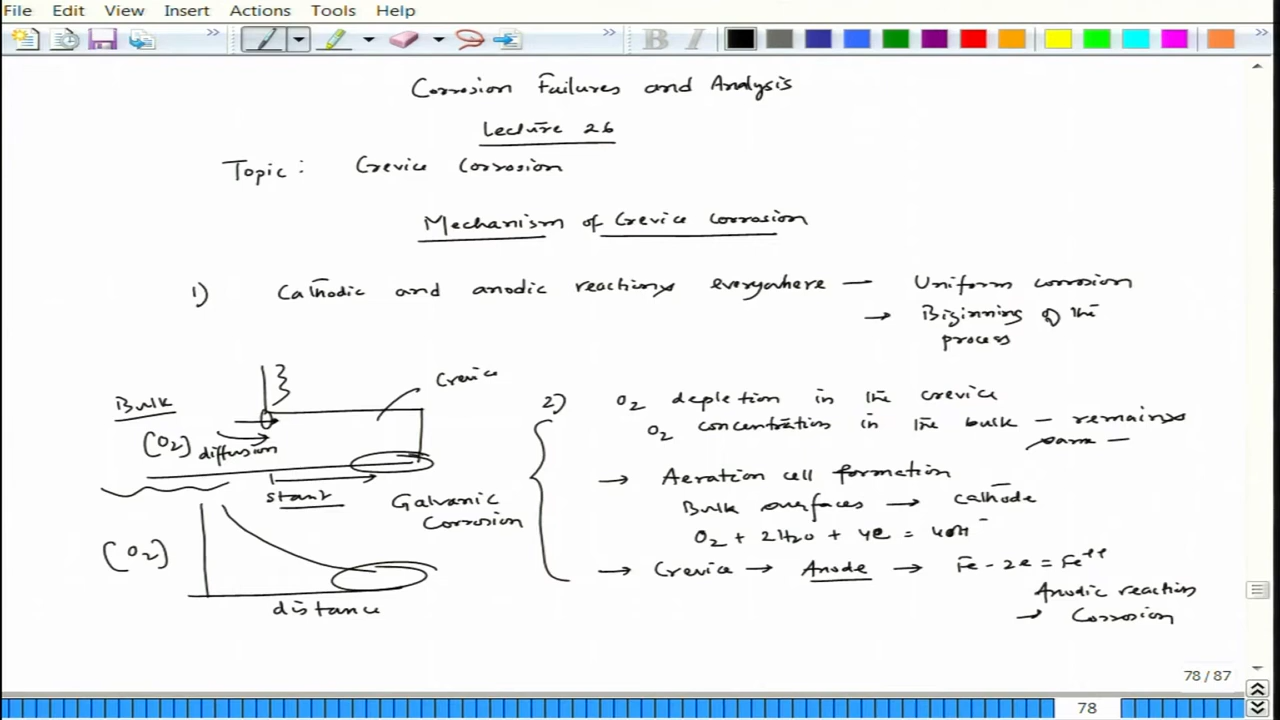 File Edit View Insert Actions Tools Help
B I
Corrosion Failures and Analysis
Lecture 26
Topic: Crevice Corrosion
Mechanism of Crevice corrosion
1) Cathodic and anodic reactions everywhere — Uniform corrosion
→ Biginning of the
process
Crevice
Bulk
(O2)
diffusion
start
Galvanic
Corrosion
(O2)
distance
2) O2 depletion in the crevice
O2 concentration in the bulk — remains
same —
→ Aeration cell formation
Bulk surfaces → cathode
O2 + 2H2O + 4e = 4OH-
→ Crevice → Anode → Fe - 2e = Fe++
Anodic reaction
→ Corrosion
78 / 87
78